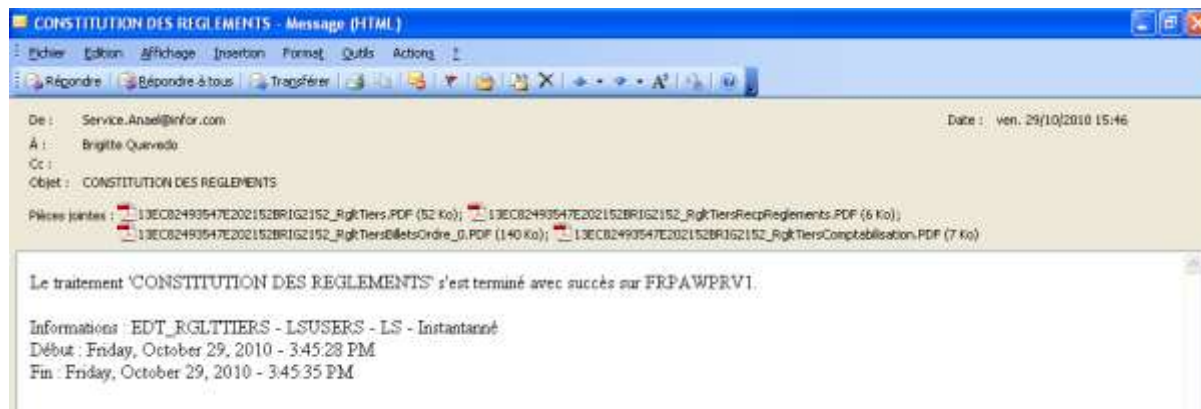 CONSTITUTION DES REGLEMENTS - Message (HTML)
Fichier Edition Affichage Insertion Format Outils Actions ?
Répondre Répondre à tous Transférer
De : Service.Anael@infor.com Date : ven. 29/10/2010 15:46
À : Brigitte Quevedo
Cc :
Objet : CONSTITUTION DES REGLEMENTS
Pièces jointes : 13EC82493547E202152BRIG2152_RgltTiers.PDF (52 Ko); 13EC82493547E202152BRIG2152_RgltTiersRecpReglements.PDF (6 Ko);
13EC82493547E202152BRIG2152_RgltTiersBilletsOrdre_0.PDF (140 Ko); 13EC82493547E202152BRIG2152_RgltTiersComptabilisation.PDF (7 Ko)
Le traitement 'CONSTITUTION DES REGLEMENTS' s'est terminé avec succès sur FRPAWPRV1.
Informations : EDT_RGLTTIERS - LSUSERS - LS - Instantanné
Début : Friday, October 29, 2010 - 3:45:28 PM
Fin : Friday, October 29, 2010 - 3:45:35 PM